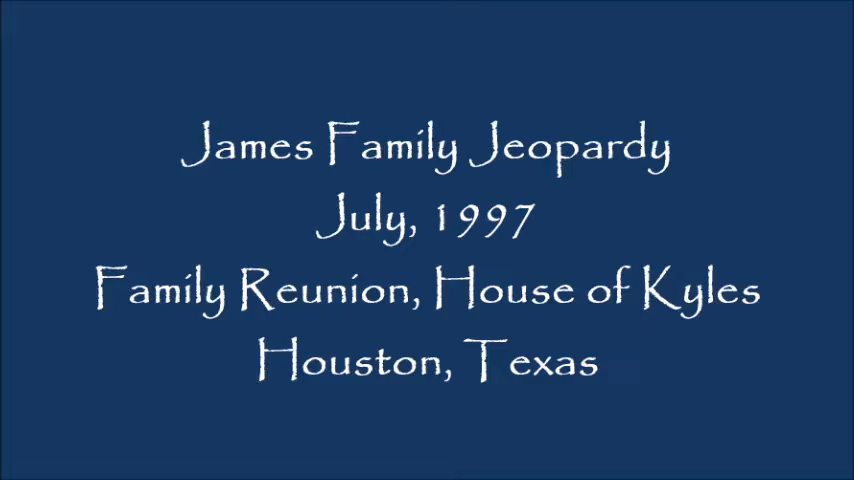 James Family Jeopardy
July, 1997
Family Reunion, House of Kyles
Houston, Texas